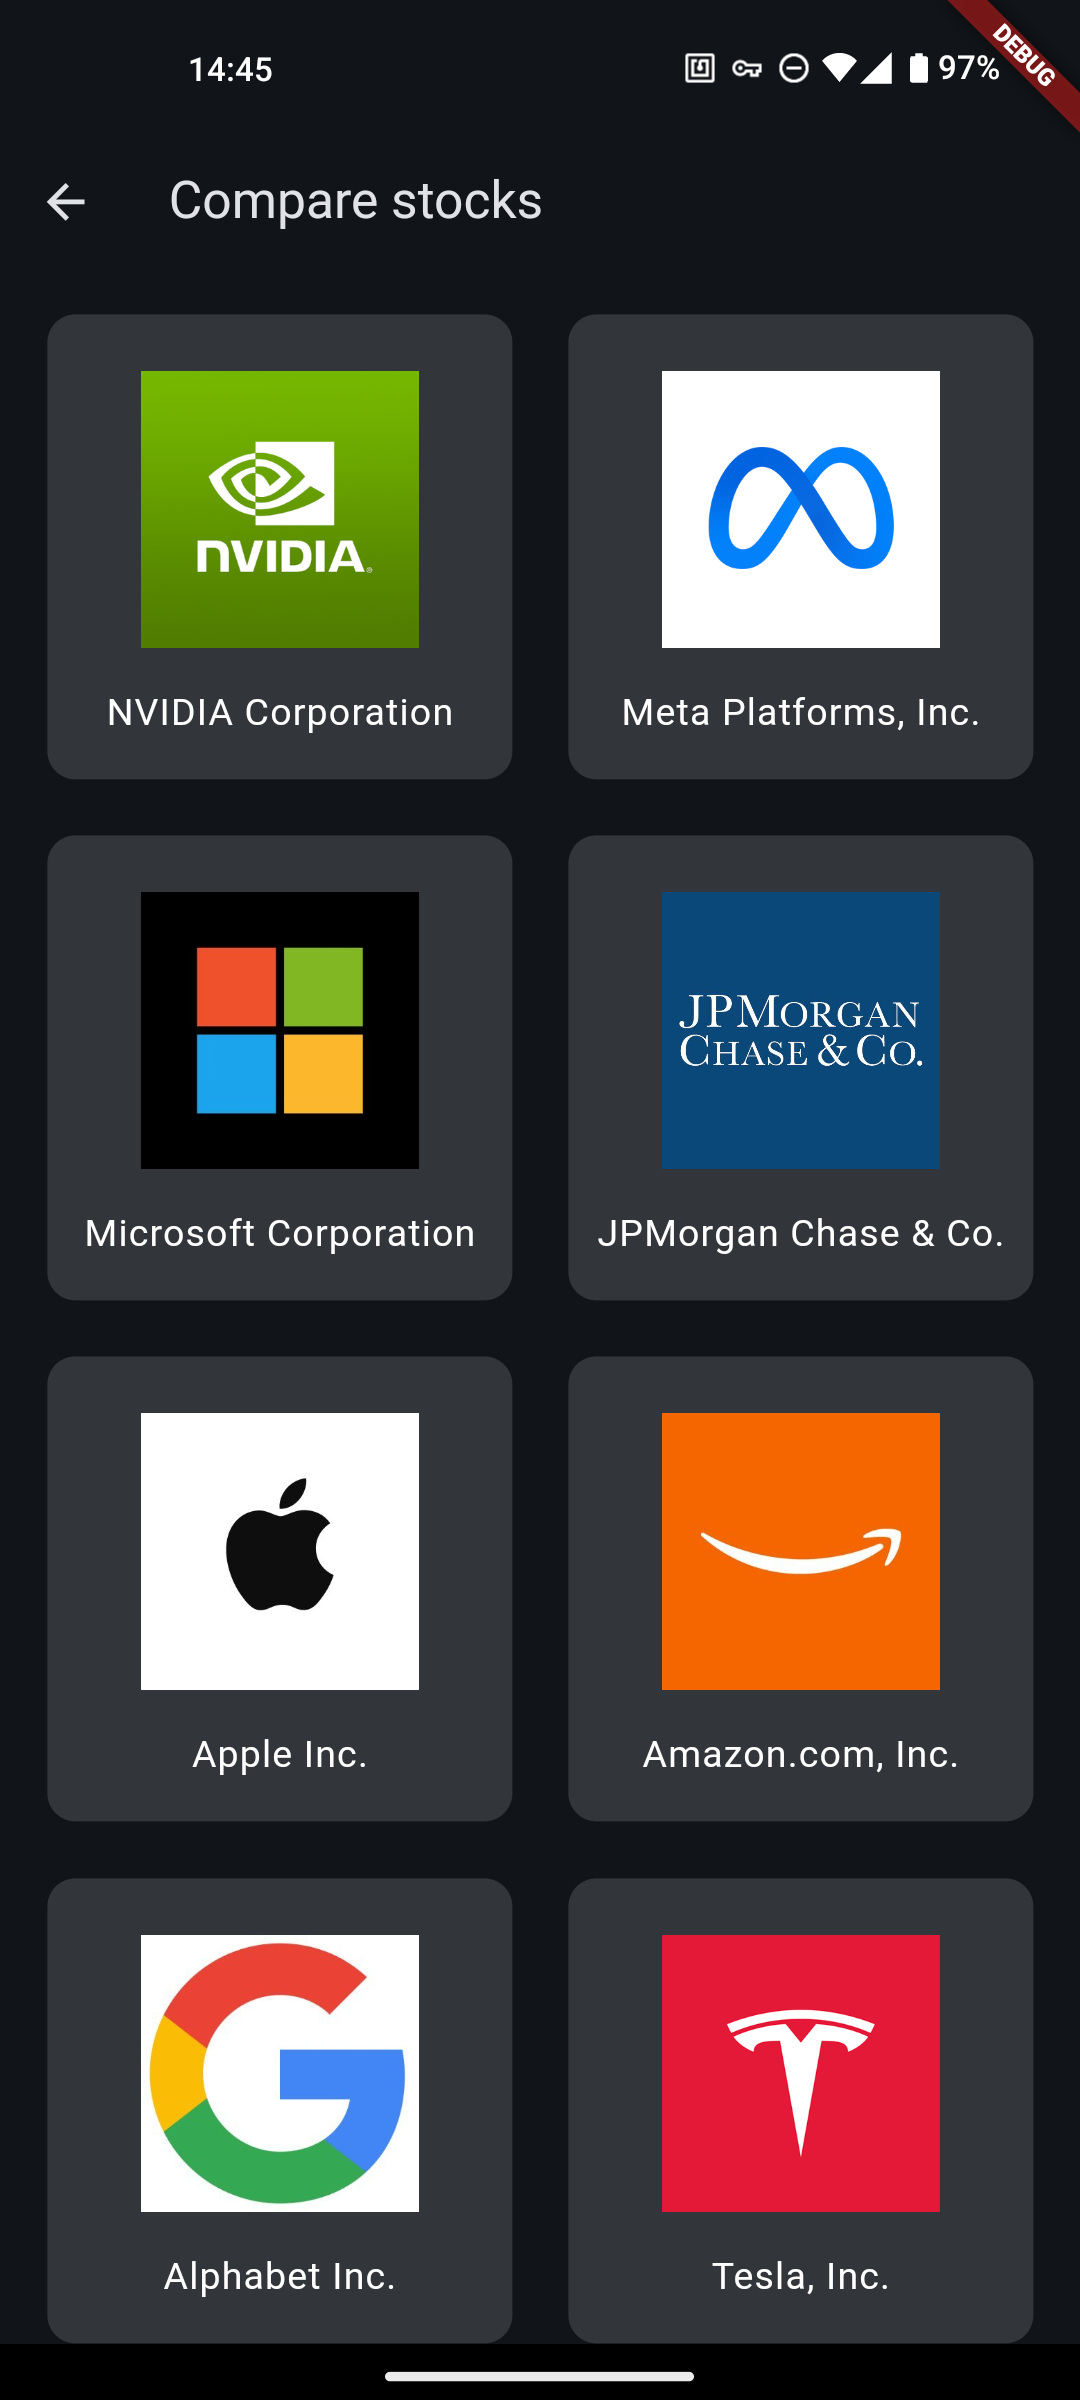 14:45
97%
DEBUG
Compare stocks
NVIDIA
NVIDIA Corporation
Meta Platforms, Inc.
Microsoft Corporation
JPMORGAN
CHASE & CO.
JPMorgan Chase & Co.
Apple Inc.
Amazon.com, Inc.
Alphabet Inc.
Tesla, Inc.